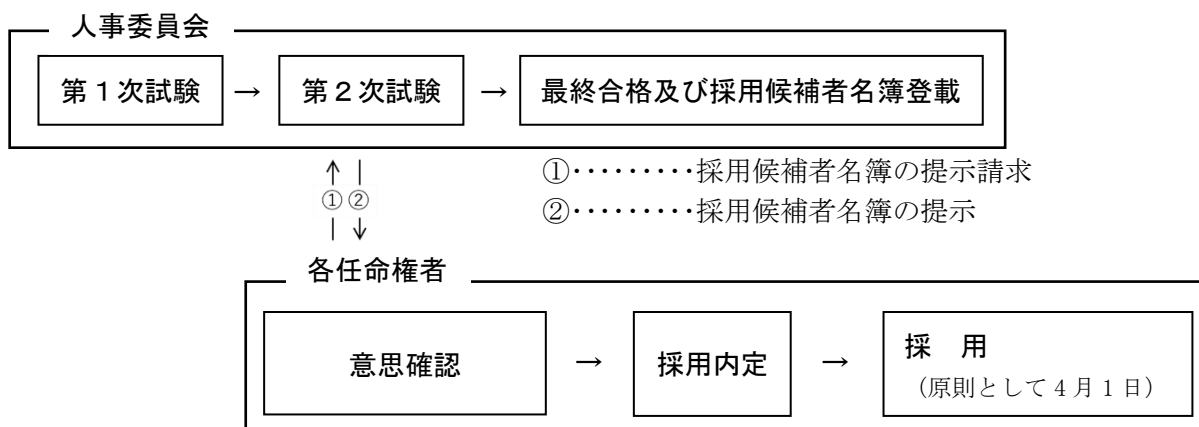 人事委員会
第1次試験 → 第2次試験 → 最終合格及び採用候補者名簿登載
↑ | ①・・・・・・・・・採用候補者名簿の提示請求
① ② ②・・・・・・・・・採用候補者名簿の提示
| ↓
各任命権者
意思確認 → 採用内定 → 採 用
（原則として4月1日）